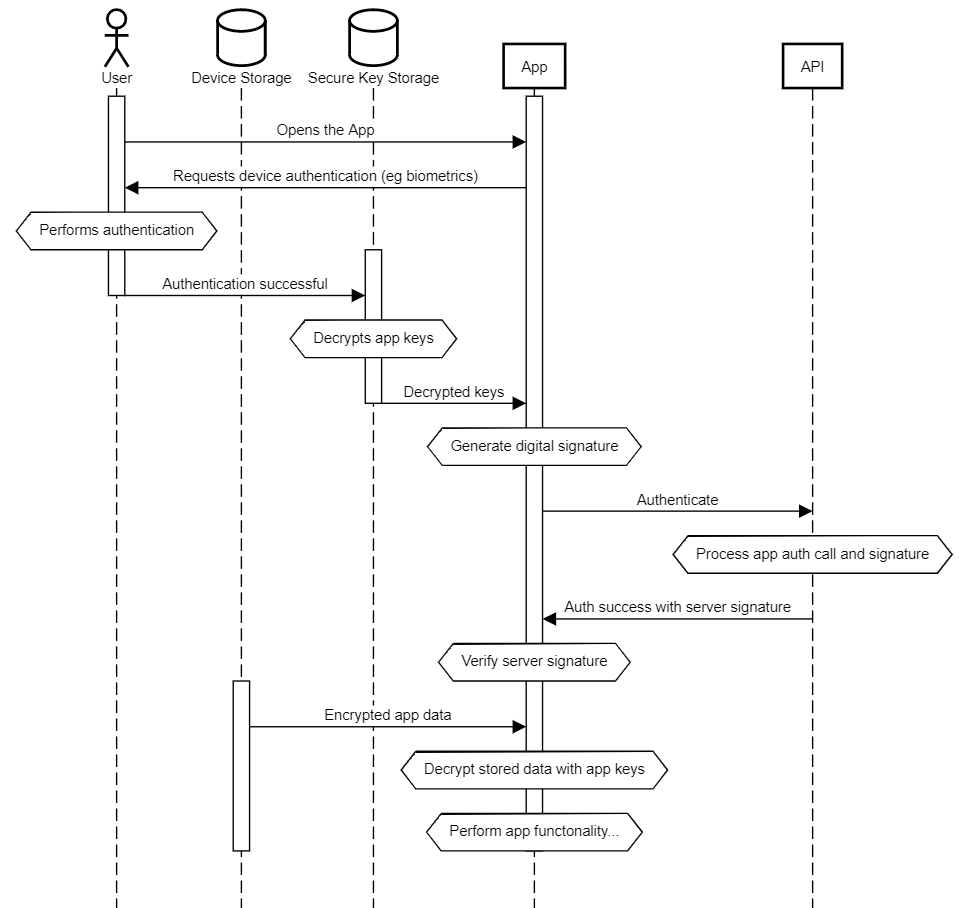 User
Device Storage
Secure Key Storage
App
API
Opens the App
Requests device authentication (eg biometrics)
Performs authentication
Authentication successful
Decrypts app keys
Decrypted keys
Generate digital signature
Authenticate
Process app auth call and signature
Auth success with server signature
Verify server signature
Encrypted app data
Decrypt stored data with app keys
Perform app functonality...